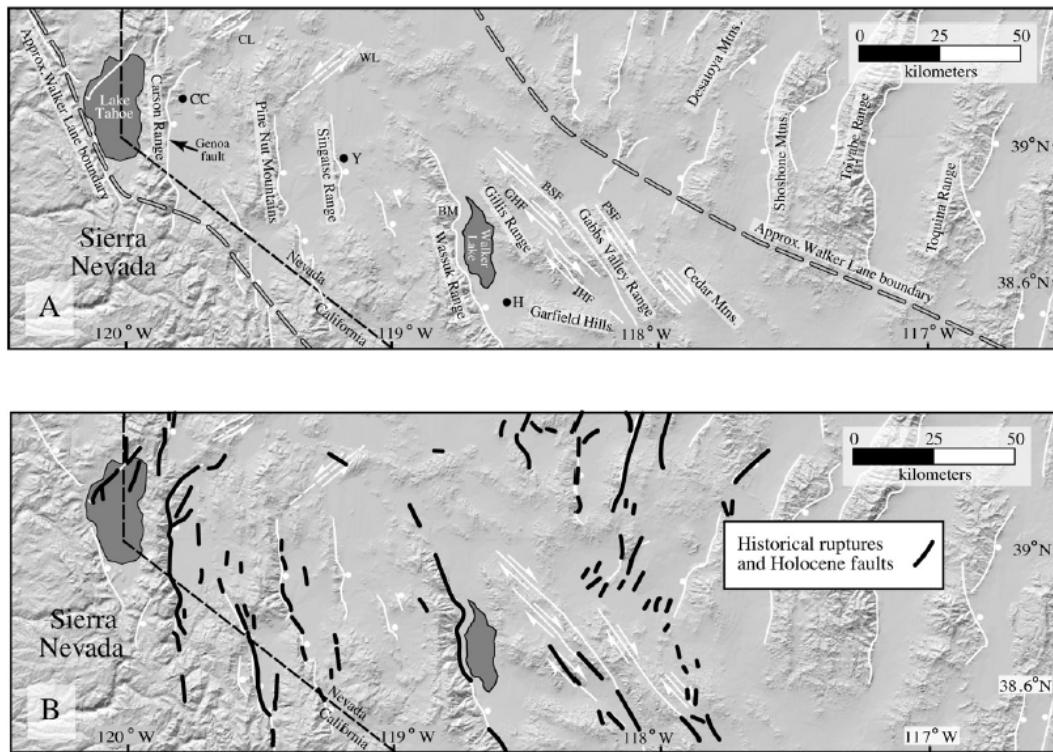 CL
WL
Approx. Walker Lane boundary
Lake
Tahoe
Carson Range
CC
Genoa
fault
Pine Nut Mountains
Singatse Range
Y
Desatoya Mtns.
0 25 50
kilometers
Shoshone Mtns.
Toiyabe Range
Toquina Range
39°N
BM
Wassuk Range
Walker
Lake
GHF
Gillis Range
BSF
PSF
Gabbs Valley Range
IHF
Cedar Mtns.
Approx. Walker Lane boundary
38.6°N
Sierra
Nevada
Nevada
California
H
Garfield Hills.
A
120°W
119°W
118°W
117°W
0 25 50
kilometers
Historical ruptures
and Holocene faults
39°N
Sierra
Nevada
Nevada
California
38.6°N
B
120°W
119°W
118°W
117°W